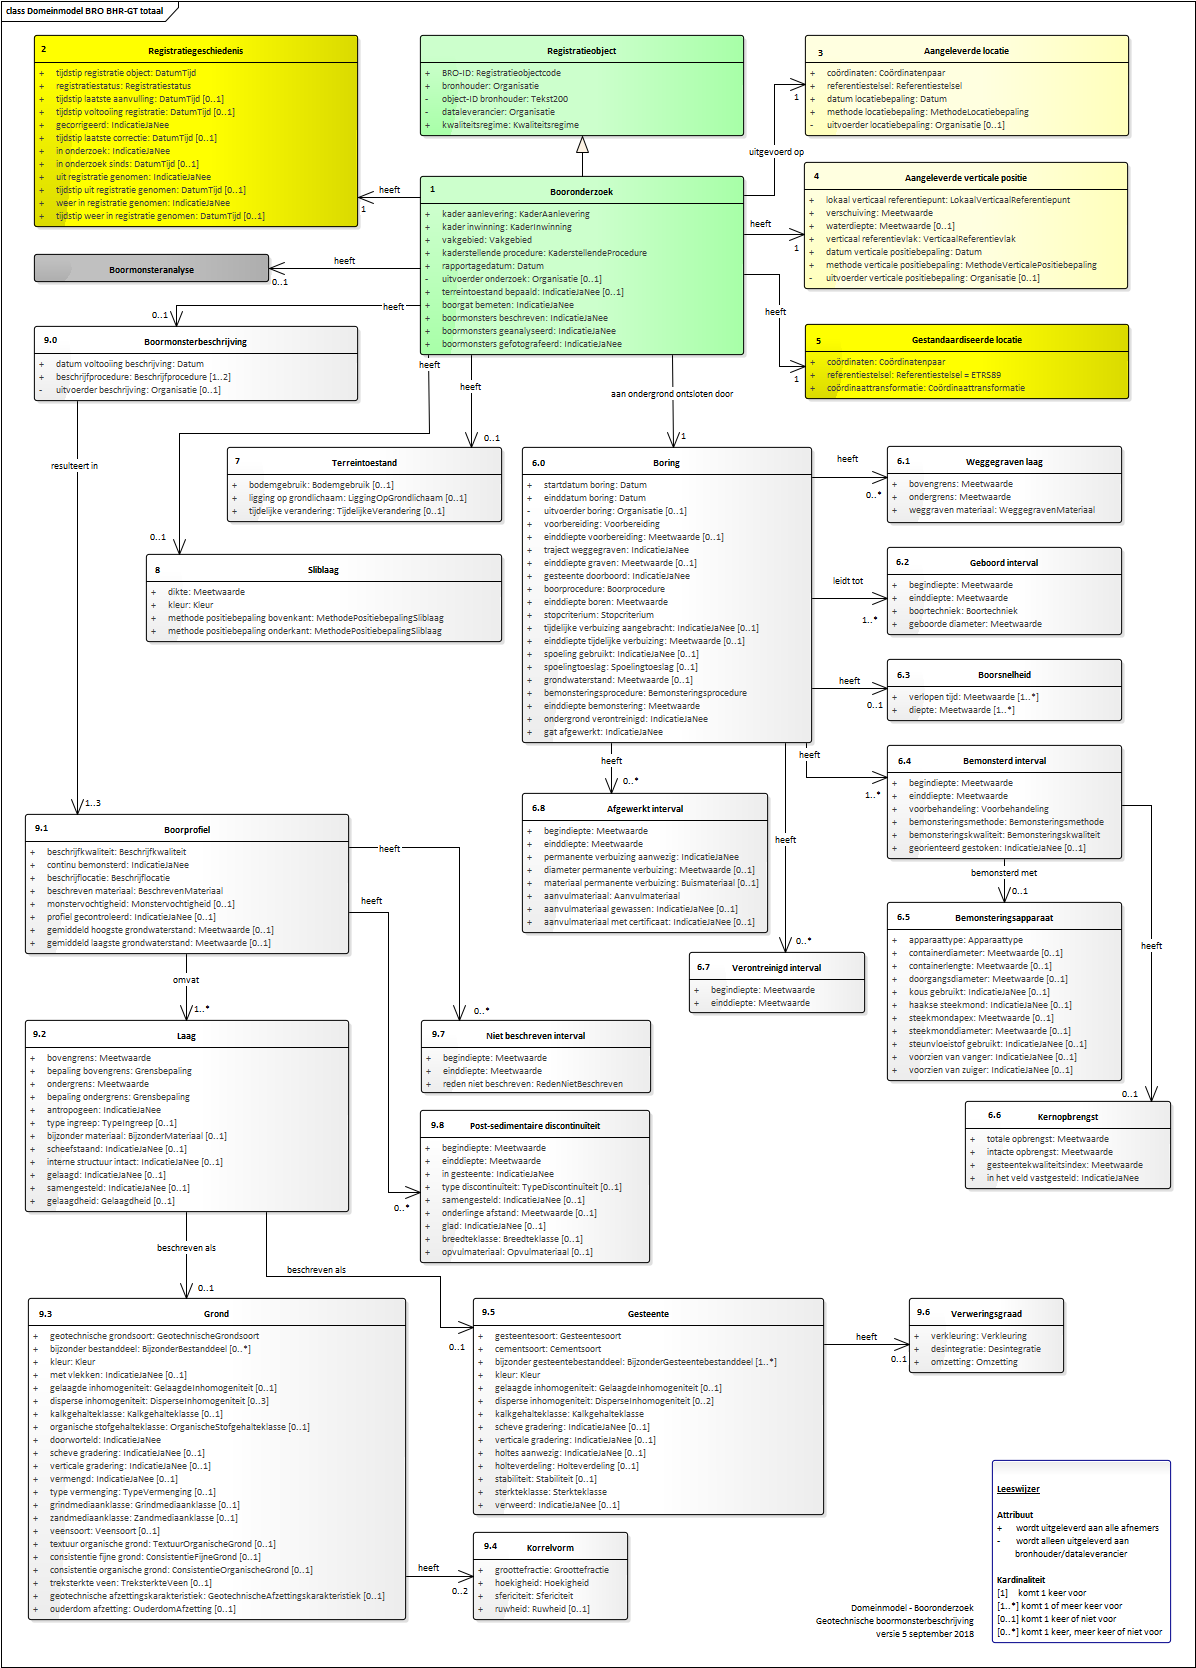 class Domeinmodel BRO BHR-GT totaal
2 Registratiegeschiedenis
+ tijdstip registratie object: DatumTijd
+ registratiestatus: Registratiestatus
+ tijdstip laatste aanvulling: DatumTijd [0..1]
+ tijdstip voltooiing registratie: DatumTijd [0..1]
+ gecorrigeerd: IndicatieJaNee
+ tijdstip laatste correctie: DatumTijd [0..1]
+ in onderzoek: IndicatieJaNee
+ in onderzoek sinds: DatumTijd [0..1]
+ uit registratie genomen: IndicatieJaNee
+ tijdstip uit registratie genomen: DatumTijd [0..1]
+ weer in registratie genomen: IndicatieJaNee
+ tijdstip weer in registratie genomen: DatumTijd [0..1]
Registratieobject
+ BRO-ID: Registratieobjectcode
+ bronhouder: Organisatie
- object-ID bronhouder: Tekst200
- dataleverancier: Organisatie
+ kwaliteitsregime: Kwaliteitsregime
3 Aangeleverde locatie
+ coördinaten: Coördinatenpaar
+ referentiestelsel: Referentiestelsel
+ datum locatiebepaling: Datum
+ methode locatiebepaling: MethodeLocatiebepaling
- uitvoerder locatiebepaling: Organisatie [0..1]
1
uitgevoerd op
4 Aangeleverde verticale positie
+ lokaal verticaal referentiepunt: LokaalVerticaalReferentiepunt
+ verschuiving: Meetwaarde
+ waterdiepte: Meetwaarde [0..1]
+ verticaal referentievlak: VerticaalReferentievlak
+ datum verticale positiebepaling: Datum
+ methode verticale positiebepaling: MethodeVerticalePositiebepaling
- uitvoerder verticale positiebepaling: Organisatie [0..1]
heeft
1
1 Booronderzoek
+ kader aanlevering: KaderAanlevering
+ kader inwinning: KaderInwinning
+ vakgebied: Vakgebied
+ kaderstellende procedure: KaderstellendeProcedure
+ rapportagedatum: Datum
- uitvoerder onderzoek: Organisatie [0..1]
+ terreintoestand bepaald: IndicatieJaNee [0..1]
+ boorgat bemeten: IndicatieJaNee
+ boormonsters beschreven: IndicatieJaNee
+ boormonsters geanalyseerd: IndicatieJaNee
+ boormonsters gefotografeerd: IndicatieJaNee
heeft
1
Boormonsteranalyse
heeft
0..1
heeft
0..1
heeft
1
5 Gestandaardiseerde locatie
+ coördinaten: Coördinatenpaar
+ referentiestelsel: Referentiestelsel = ETRS89
+ coördinaattransformatie: Coördinaattransformatie
9.0 Boormonsterbeschrijving
+ datum voltooiing beschrijving: Datum
+ beschrijfprocedure: Beschrijfprocedure [1..2]
- uitvoerder beschrijving: Organisatie [0..1]
heeft
heeft
aan ondergrond ontsloten door
0..1
1
resulteert in
7 Terreintoestand
+ bodemgebruik: Bodemgebruik [0..1]
+ ligging op grondlichaam: LiggingOpGrondlichaam [0..1]
+ tijdelijke verandering: TijdelijkeVerandering [0..1]
0..1
8 Sliblaag
+ dikte: Meetwaarde
+ kleur: Kleur
+ methode positiebepaling bovenkant: MethodePositiebepalingSliblaag
+ methode positiebepaling onderkant: MethodePositiebepalingSliblaag
6.0 Boring
+ startdatum boring: Datum
+ einddatum boring: Datum
- uitvoerder boring: Organisatie [0..1]
+ voorbereiding: Voorbereiding
+ einddiepte voorbereiding: Meetwaarde [0..1]
+ traject weggegraven: IndicatieJaNee
+ einddiepte graven: Meetwaarde [0..1]
+ gesteente doorboord: IndicatieJaNee
+ boorprocedure: Boorprocedure
+ einddiepte boren: Meetwaarde
+ stopcriterium: Stopcriterium
+ tijdelijke verbuizing aangebracht: IndicatieJaNee [0..1]
+ einddiepte tijdelijke verbuizing: Meetwaarde [0..1]
+ spoeling gebruikt: IndicatieJaNee [0..1]
+ spoelingtoeslag: Spoelingtoeslag [0..1]
+ grondwaterstand: Meetwaarde [0..1]
+ bemonsteringsprocedure: Bemonsteringsprocedure
+ einddiepte bemonstering: Meetwaarde
+ ondergrond verontreinigd: IndicatieJaNee
+ gat afgewerkt: IndicatieJaNee
heeft
0..*
6.1 Weggegraven laag
+ bovengrens: Meetwaarde
+ ondergrens: Meetwaarde
+ weggraven materiaal: WeggegravenMateriaal
leidt tot
1..*
6.2 Geboord interval
+ begindiepte: Meetwaarde
+ einddiepte: Meetwaarde
+ boortechniek: Boortechniek
+ geboorde diameter: Meetwaarde
heeft
0..1
6.3 Boorsnelheid
+ verlopen tijd: Meetwaarde [1..*]
+ diepte: Meetwaarde [1..*]
heeft
1..*
6.4 Bemonsterd interval
+ begindiepte: Meetwaarde
+ einddiepte: Meetwaarde
+ voorbehandeling: Voorbehandeling
+ bemonsteringsmethode: Bemonsteringsmethode
+ bemonsteringskwaliteit: Bemonsteringskwaliteit
+ georienteerd gestoken: IndicatieJaNee [0..1]
bemonsterd met
0..1
6.5 Bemonsteringsapparaat
+ apparaattype: Apparaattype
+ containerdiameter: Meetwaarde [0..1]
+ containerlengte: Meetwaarde [0..1]
+ doorgangsdiameter: Meetwaarde [0..1]
+ kous gebruikt: IndicatieJaNee [0..1]
+ haakse steekmond: IndicatieJaNee [0..1]
+ steekmondapex: Meetwaarde [0..1]
+ steekmonddiameter: Meetwaarde [0..1]
+ steunvloeistof gebruikt: IndicatieJaNee [0..1]
+ voorzien van vanger: IndicatieJaNee [0..1]
+ voorzien van zuiger: IndicatieJaNee [0..1]
heeft
0..1
6.6 Kernopbrengst
+ totale opbrengst: Meetwaarde
+ intacte opbrengst: Meetwaarde
+ gesteentekwaliteitsindex: Meetwaarde
+ in het veld vastgesteld: IndicatieJaNee
heeft
0..*
6.8 Afgewerkt interval
+ begindiepte: Meetwaarde
+ einddiepte: Meetwaarde
+ permanente verbuizing aanwezig: IndicatieJaNee
+ diameter permanente verbuizing: Meetwaarde [0..1]
+ materiaal permanente verbuizing: Buismateriaal [0..1]
+ aanvulmateriaal: Aanvulmateriaal
+ aanvulmateriaal gewassen: IndicatieJaNee [0..1]
+ aanvulmateriaal met certificaat: IndicatieJaNee [0..1]
heeft
0..*
6.7 Verontreinigd interval
+ begindiepte: Meetwaarde
+ einddiepte: Meetwaarde
1..3
9.1 Boorprofiel
+ beschrijfkwaliteit: Beschrijfkwaliteit
+ continu bemonsterd: IndicatieJaNee
+ beschrijflocatie: Beschrijflocatie
+ beschreven materiaal: BeschrevenMateriaal
+ monstervochtigheid: Monstervochtigheid [0..1]
+ profiel gecontroleerd: IndicatieJaNee [0..1]
+ gemiddeld hoogste grondwaterstand: Meetwaarde [0..1]
+ gemiddeld laagste grondwaterstand: Meetwaarde [0..1]
heeft
heeft
omvat
1..*
0..*
9.2 Laag
+ bovengrens: Meetwaarde
+ bepaling bovengrens: Grensbepaling
+ ondergrens: Meetwaarde
+ bepaling ondergrens: Grensbepaling
+ antropogeen: IndicatieJaNee
+ type ingreep: TypeIngreep [0..1]
+ bijzonder materiaal: BijzonderMateriaal [0..1]
+ scheefstaand: IndicatieJaNee [0..1]
+ interne structuur intact: IndicatieJaNee [0..1]
+ gelaagd: IndicatieJaNee [0..1]
+ samengesteld: IndicatieJaNee [0..1]
+ gelaagdheid: Gelaagdheid [0..1]
9.7 Niet beschreven interval
+ begindiepte: Meetwaarde
+ einddiepte: Meetwaarde
+ reden niet beschreven: RedenNietBeschreven
0..*
9.8 Post-sedimentaire discontinuïteit
+ begindiepte: Meetwaarde
+ einddiepte: Meetwaarde
+ in gesteente: IndicatieJaNee
+ type discontinuïteit: TypeDiscontinuïteit [0..1]
+ samengesteld: IndicatieJaNee [0..1]
+ onderlinge afstand: Meetwaarde [0..1]
+ glad: IndicatieJaNee [0..1]
+ breedteklasse: Breedteklasse [0..1]
+ opvulmateriaal: Opvulmateriaal [0..1]
beschreven als
0..1
beschreven als
0..1
9.3 Grond
+ geotechnische grondsoort: GeotechnischeGrondsoort
+ bijzonder bestanddeel: BijzonderBestanddeel [0..*]
+ kleur: Kleur
+ met vlekken: IndicatieJaNee [0..1]
+ gelaagde inhomogeniteit: GelaagdeInhomogeniteit [0..1]
+ disperse inhomogeniteit: DisperseInhomogeniteit [0..3]
+ kalkgehalteklasse: Kalkgehalteklasse [0..1]
+ organische stofgehalteklasse: OrganischeStofgehalteklasse [0..1]
+ doorworteld: IndicatieJaNee
+ scheve gradering: IndicatieJaNee [0..1]
+ verticale gradering: IndicatieJaNee [0..1]
+ vermengd: IndicatieJaNee [0..1]
+ type vermenging: TypeVermenging [0..1]
+ grindmediaanklasse: Grindmediaanklasse [0..1]
+ zandmediaanklasse: Zandmediaanklasse [0..1]
+ veensoort: Veensoort [0..1]
+ textuur organische grond: TextuurOrganischeGrond [0..1]
+ consistentie fijne grond: ConsistentieFijneGrond [0..1]
+ consistentie organische grond: ConsistentieOrganischeGrond [0..1]
+ treksterkte veen: TreksterkteVeen [0..1]
+ geotechnische afzettingskarakteristiek: GeotechnischeAfzettingskarakteristiek [0..1]
+ ouderdom afzetting: OuderdomAfzetting [0..1]
9.5 Gesteente
+ gesteentesoort: Gesteentesoort
+ cementsoort: Cementsoort
+ bijzonder gesteentebestanddeel: BijzonderGesteentebestanddeel [1..*]
+ kleur: Kleur
+ gelaagde inhomogeniteit: GelaagdeInhomogeniteit [0..1]
+ disperse inhomogeniteit: DisperseInhomogeniteit [0..2]
+ kalkgehalteklasse: Kalkgehalteklasse
+ scheve gradering: IndicatieJaNee [0..1]
+ verticale gradering: IndicatieJaNee [0..1]
+ holtes aanwezig: IndicatieJaNee [0..1]
+ holteverdeling: Holteverdeling [0..1]
+ stabiliteit: Stabiliteit [0..1]
+ sterkteklasse: Sterkteklasse
+ verweerd: IndicatieJaNee [0..1]
heeft
0..1
9.6 Verweringsgraad
+ verkleuring: Verkleuring
+ desintegratie: Desintegratie
+ omzetting: Omzetting
heeft
0..2
9.4 Korrelvorm
+ groottefractie: Groottefractie
+ hoekigheid: Hoekigheid
+ sfericiteit: Sfericiteit
+ ruwheid: Ruwheid [0..1]
Domeinmodel - Booronderzoek
Geotechnische boormonsterbeschrijving
versie 5 september 2018
Leeswijzer
Attribuut
+ wordt uitgeleverd aan alle afnemers
- wordt alleen uitgeleverd aan
bronhouder/dataleverancier
Kardinaliteit
[1] komt 1 keer voor
[1..*] komt 1 of meer keer voor
[0..1] komt 1 keer of niet voor
[0..*] komt 1 keer, meer keer of niet voor